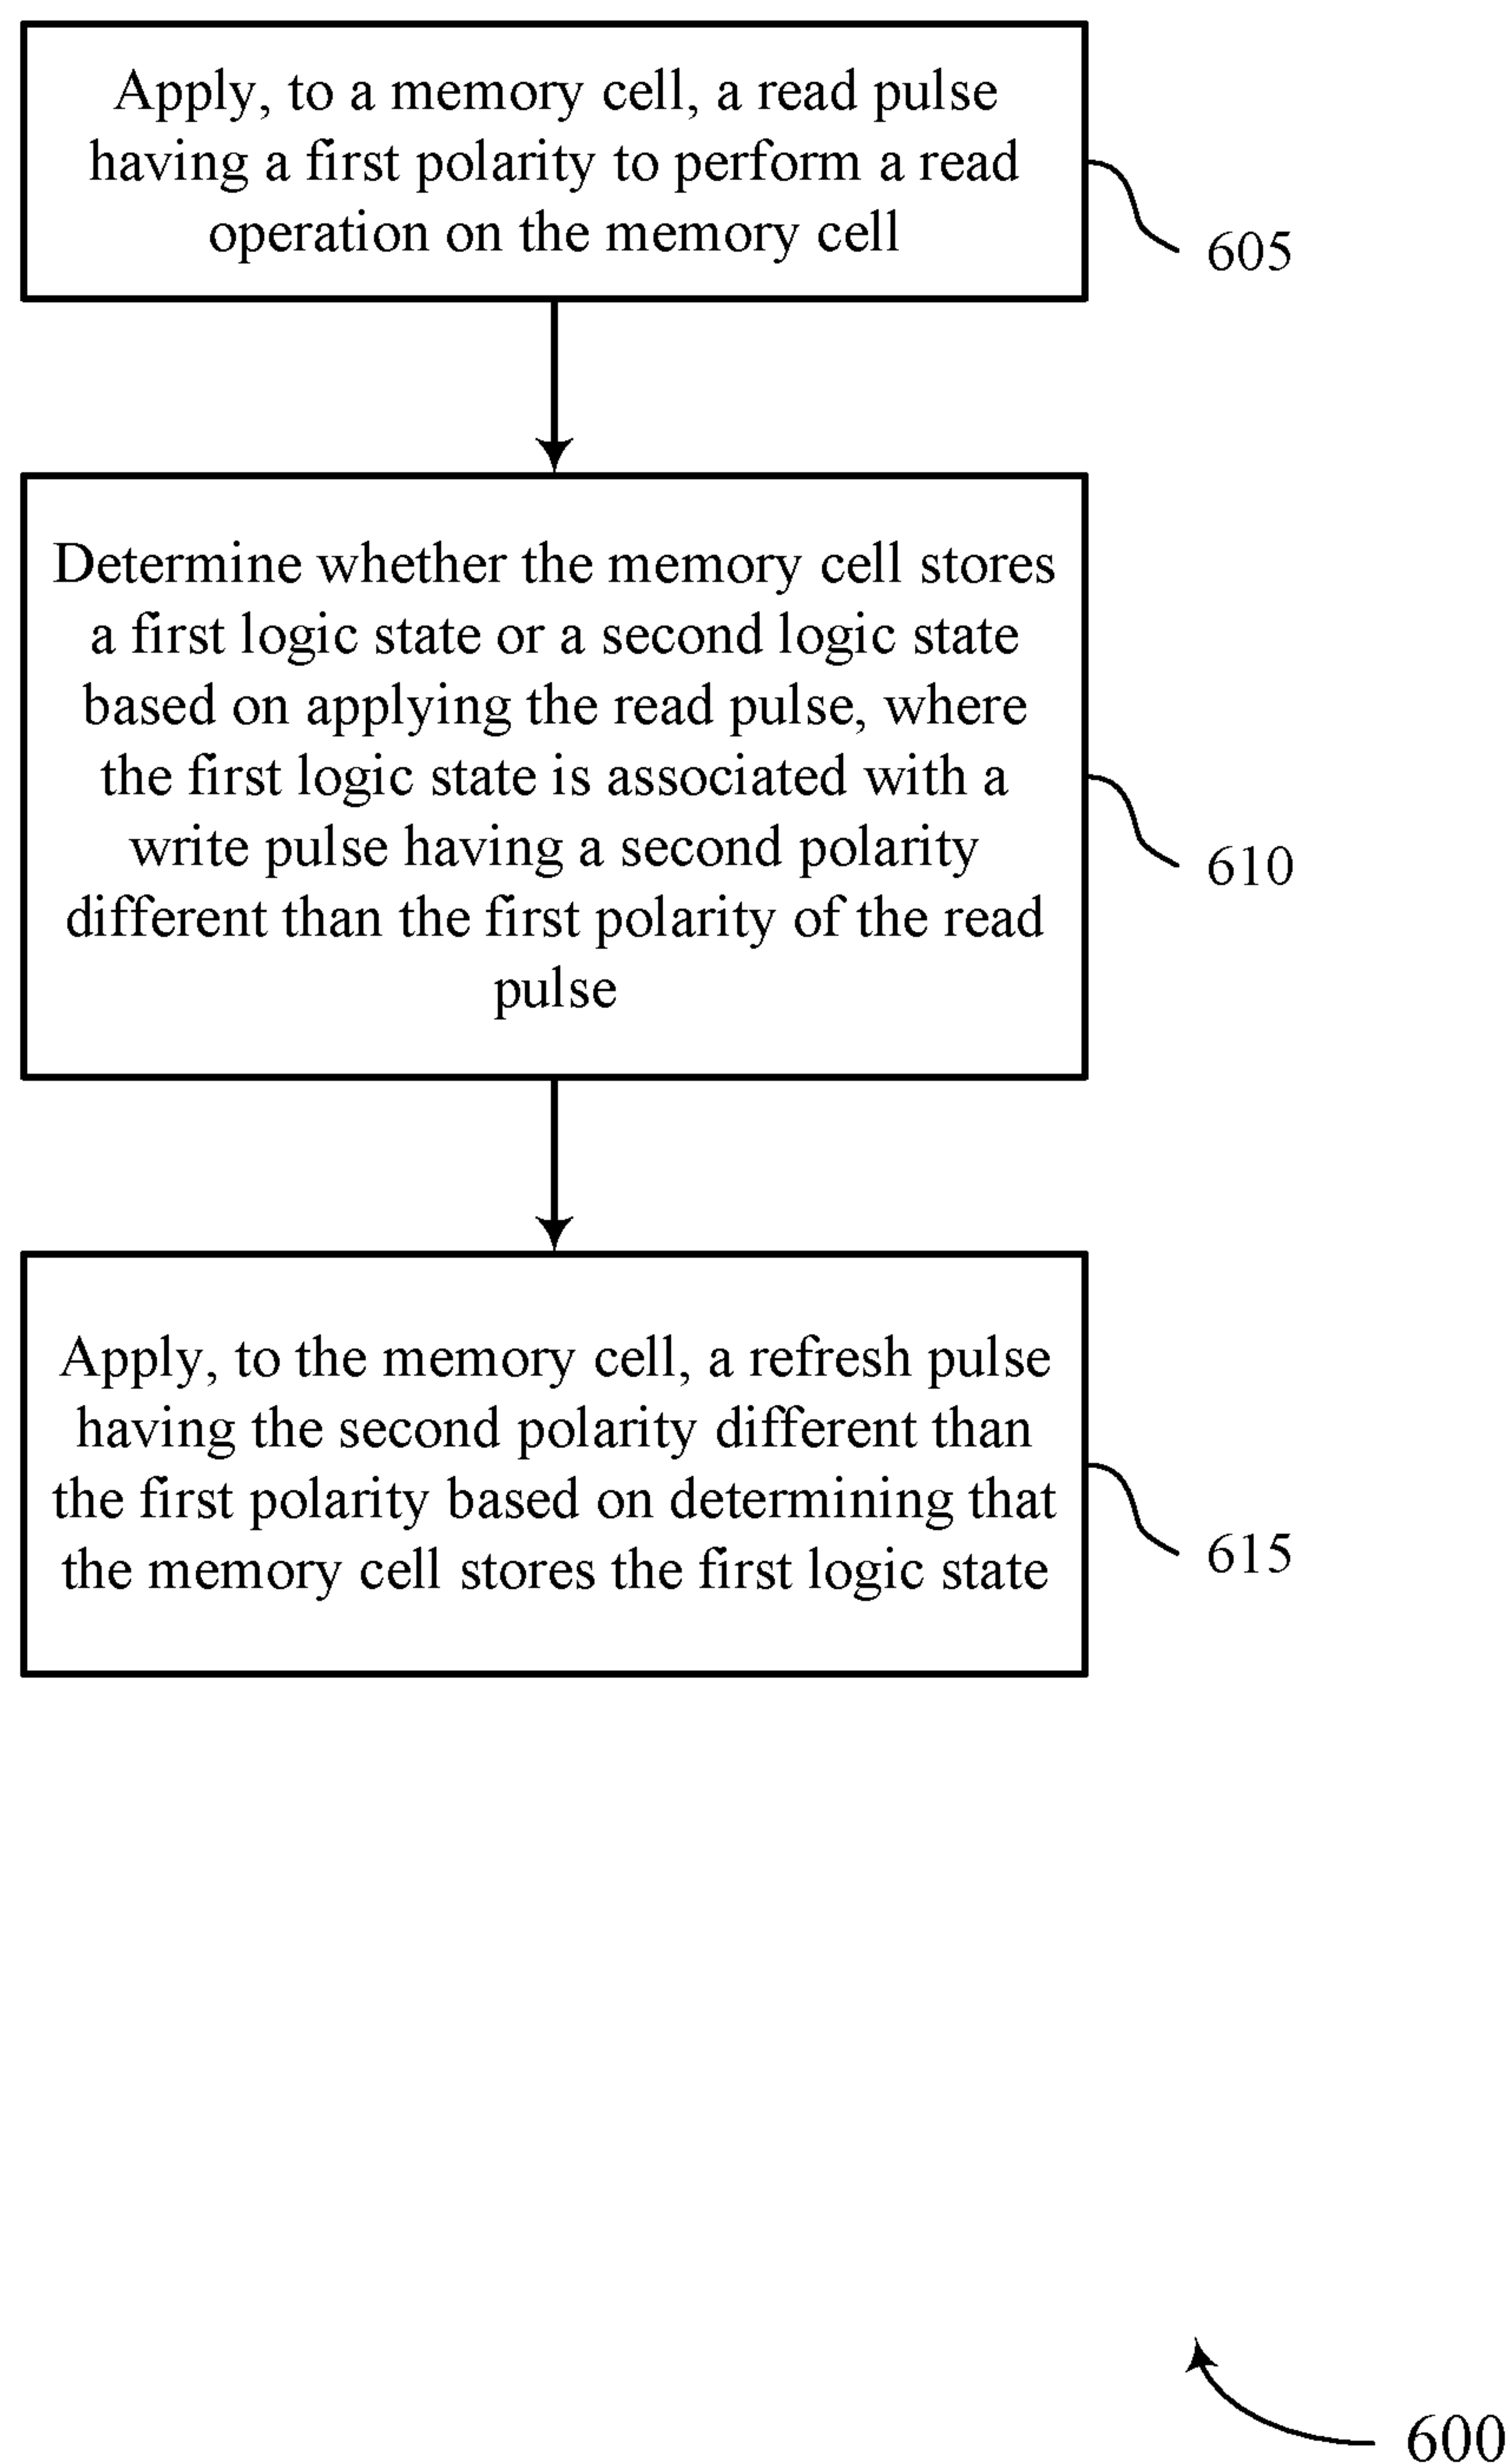 Apply, to a memory cell, a read pulse
having a first polarity to perform a read
operation on the memory cell
605
Determine whether the memory cell stores
a first logic state or a second logic state
based on applying the read pulse, where
the first logic state is associated with a
write pulse having a second polarity
different than the first polarity of the read
pulse
610
Apply, to the memory cell, a refresh pulse
having the second polarity different than
the first polarity based on determining that
the memory cell stores the first logic state
615
600